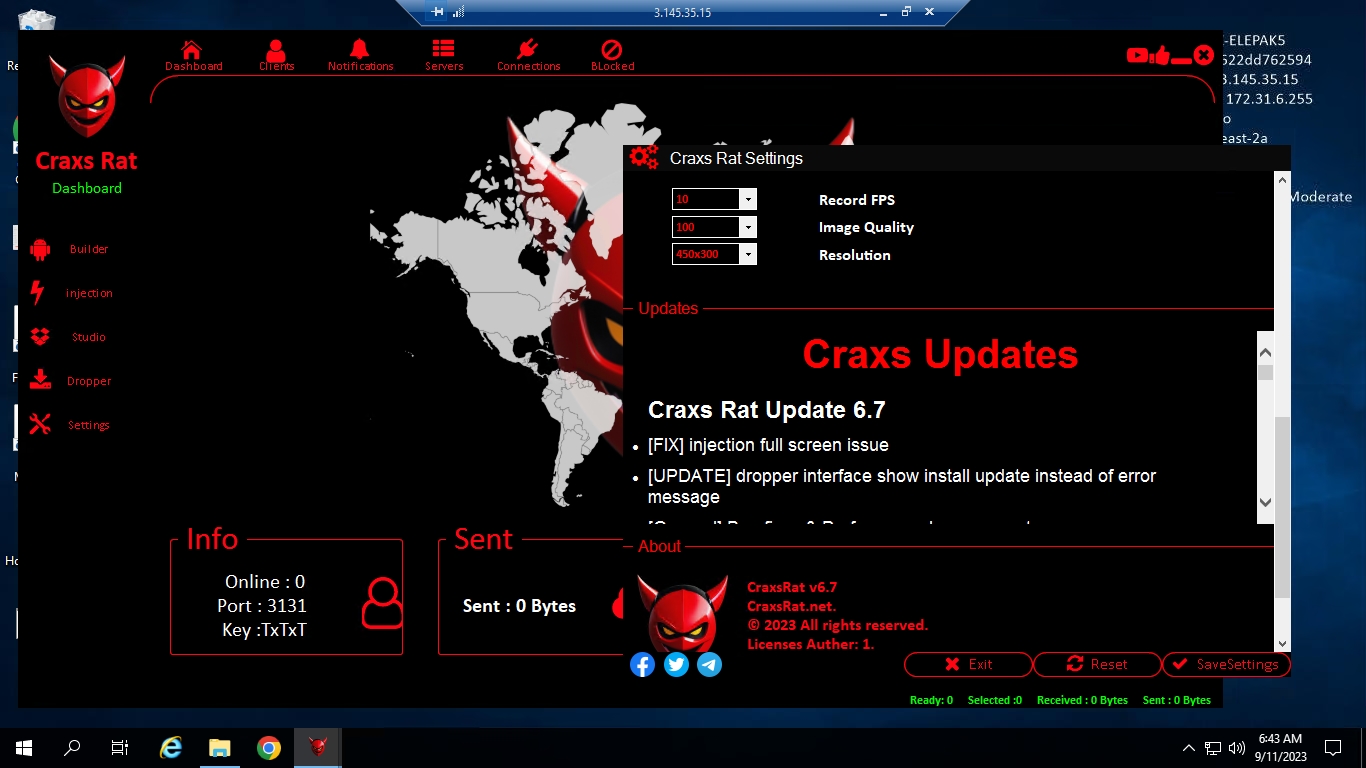 3.145.35.15
-ELEPAK5
522dd762594
3.145.35.15
172.31.6.255
east-2a
Moderate
Dashboard
Clients
Notifications
Servers
Connections
BLocked
Craxs Rat
Dashboard
Builder
injection
Studio
Dropper
Settings
Craxs Rat Settings
10
Record FPS
100
Image Quality
450x300
Resolution
Updates
Craxs Updates
Craxs Rat Update 6.7
• [FIX] injection full screen issue
• [UPDATE] dropper interface show install update instead of error
message
Info
Online : 0
Port : 3131
Key :TxTxT
Sent
Sent : 0 Bytes
About
CraxsRat v6.7
CraxsRat.net.
© 2023 All rights reserved.
Licenses Auther: 1.
Exit
Reset
SaveSettings
Ready: 0 Selected :0 Received : 0 Bytes Sent : 0 Bytes
6:43 AM
9/11/2023